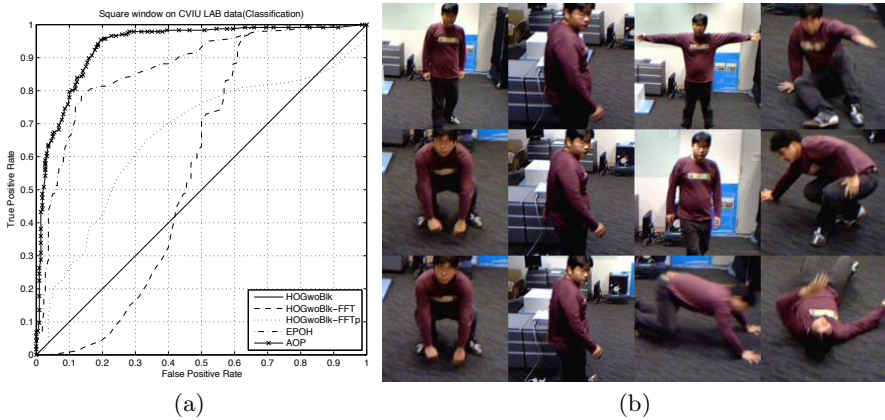 Square window on CVIU LAB data(Classification)
1
0.9
0.8
0.7
0.6
0.5
0.4
0.3
0.2
0.1
0
True Positive Rate
0 0.1 0.2 0.3 0.4 0.5 0.6 0.7 0.8 0.9 1
False Positive Rate
HOGwoBlk
HOGwoBlk-FFT
HOGwoBlk-FFTp
EPOH
AOP
(a)
(b)